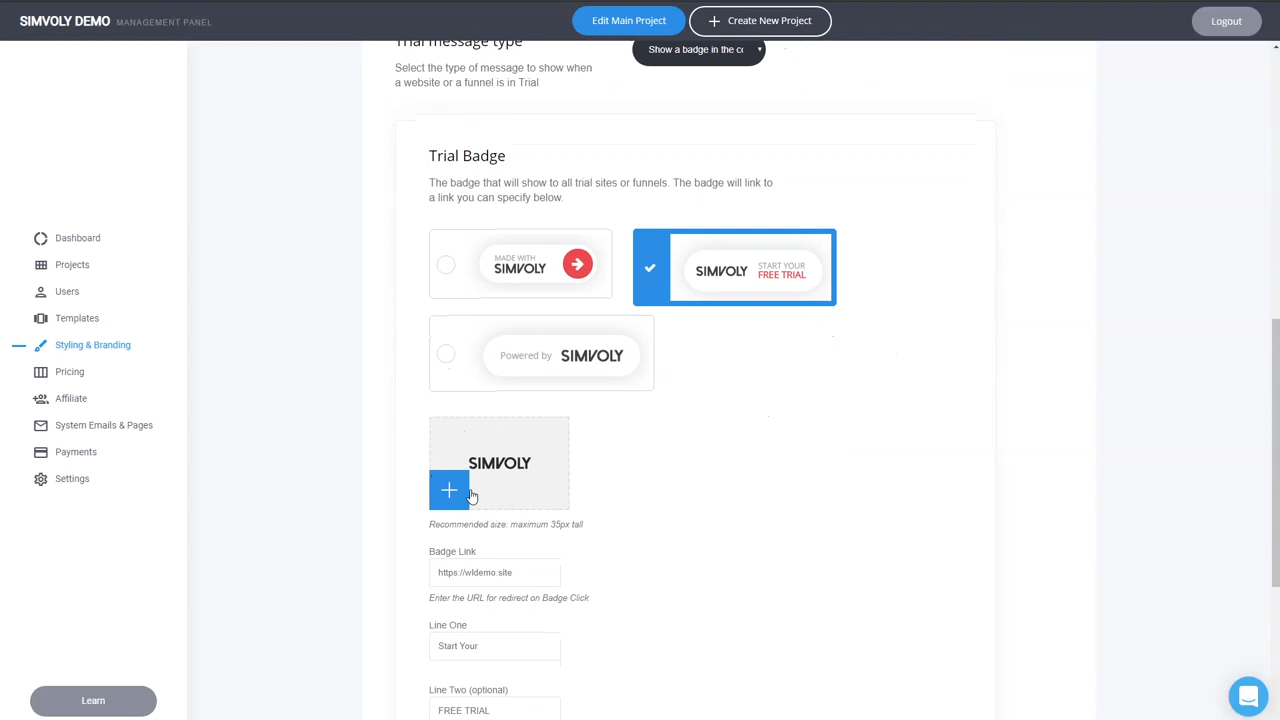 SIMVOLY DEMO MANAGEMENT PANEL
Edit Main Project
Create New Project
Logout
Trial message type
Show a badge in the co
Select the type of message to show when
a website or a funnel is in Trial
Trial Badge
The badge that will show to all trial sites or funnels. The badge will link to
a link you can specify below.
MADE WITH
SIMVOLY
SIMVOLY
START YOUR
FREE TRIAL
Powered by SIMVOLY
SIMVOLY
Recommended size: maximum 35px tall
Badge Link
https://wldemo.site
Enter the URL for redirect on Badge Click
Line One
Start Your
Line Two (optional)
FREE TRIAL
Dashboard
Projects
Users
Templates
Styling & Branding
Pricing
Affiliate
System Emails & Pages
Payments
Settings
Learn